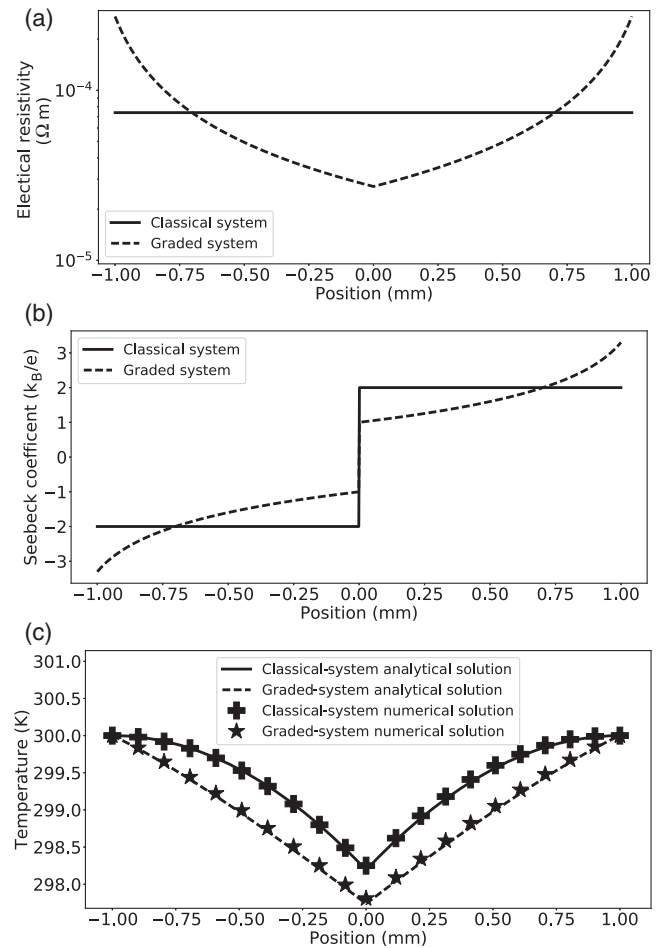 (a)
Electical resistivity
(Ω m)
10⁻⁴
10⁻⁵
Classical system
Graded system
−1.00 −0.75 −0.50 −0.25 0.00 0.25 0.50 0.75 1.00
Position (mm)
(b)
Seebeck coefficent (k_B/e)
3
2
1
0
−1
−2
−3
Classical system
Graded system
−1.00 −0.75 −0.50 −0.25 0.00 0.25 0.50 0.75 1.00
Position (mm)
(c)
Temperature (K)
301.0
300.5
300.0
299.5
299.0
298.5
298.0
Classical-system analytical solution
Graded-system analytical solution
Classical-system numerical solution
Graded-system numerical solution
−1.00 −0.75 −0.50 −0.25 0.00 0.25 0.50 0.75 1.00
Position (mm)